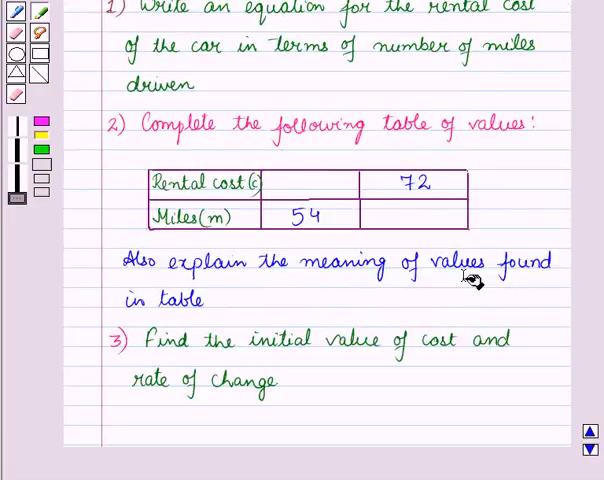 1) Write an equation for the rental cost
of the car in terms of number of miles
driven
2) Complete the following table of values:
Rental cost(c) 72
Miles(m) 54
Also explain the meaning of values found
in table
3) Find the initial value of cost and
rate of change